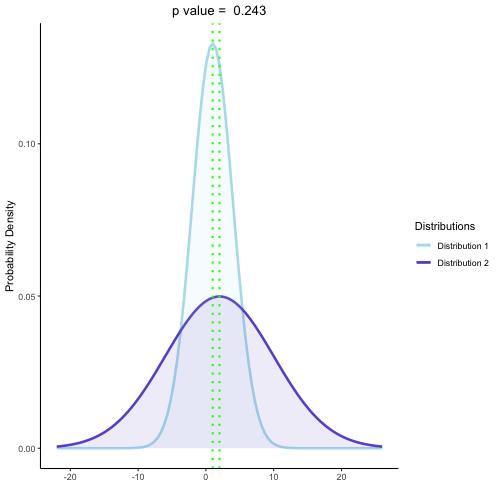 p value =  0.243
Probability Density
0.10
0.05
0.00
-20
-10
0
10
20
Distributions
Distribution 1
Distribution 2